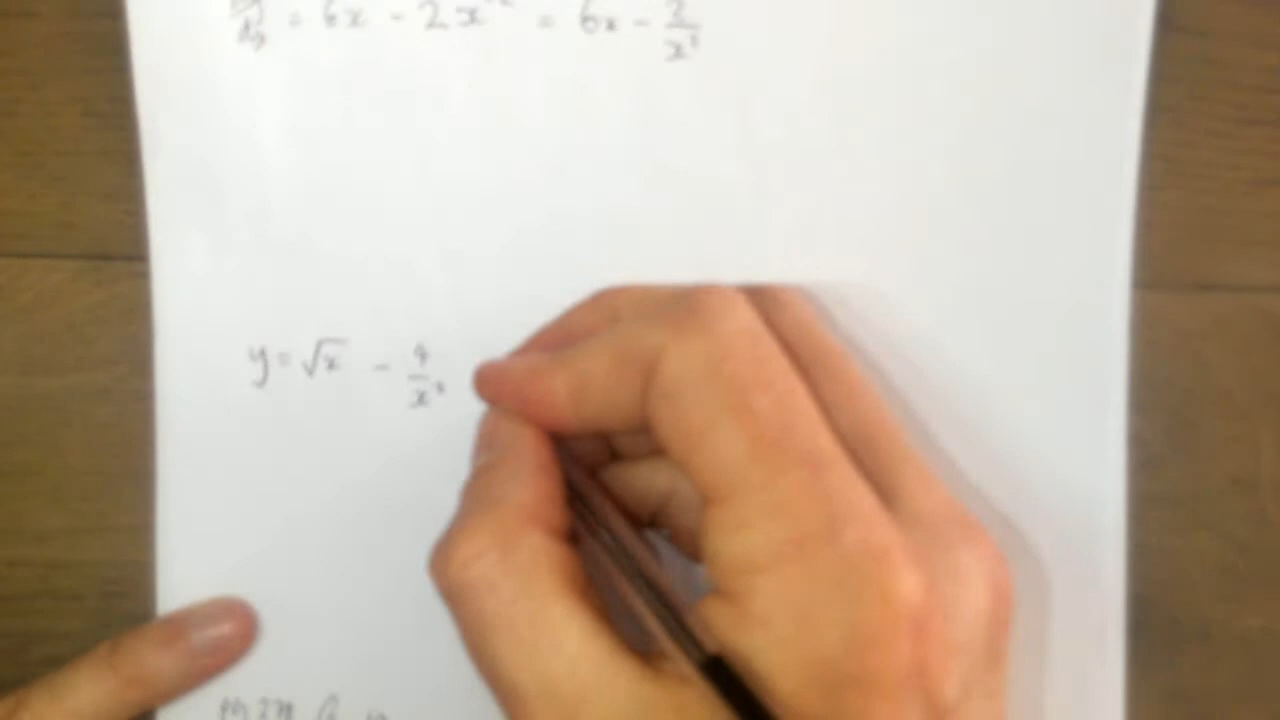 dy/dx = 6x - 2x⁻² = 6x - 2/x²
y = √x - 4/x²